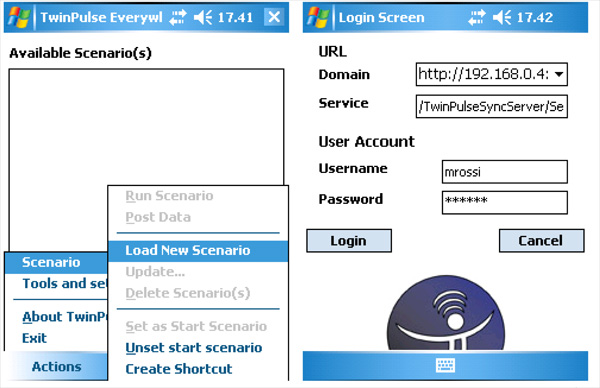 TwinPulse Everywl
17.41
Available Scenario(s)
Run Scenario
Post Data
Load New Scenario
Update...
Delete Scenario(s)
Set as Start Scenario
Unset start scenario
Create Shortcut
Scenario
Tools and set
About TwinPu
Exit
Actions
Login Screen
17.42
URL
Domain
http://192.168.0.4:
Service
/TwinPulseSyncServer/Se
User Account
Username
mrossi
Password
******
Login
Cancel